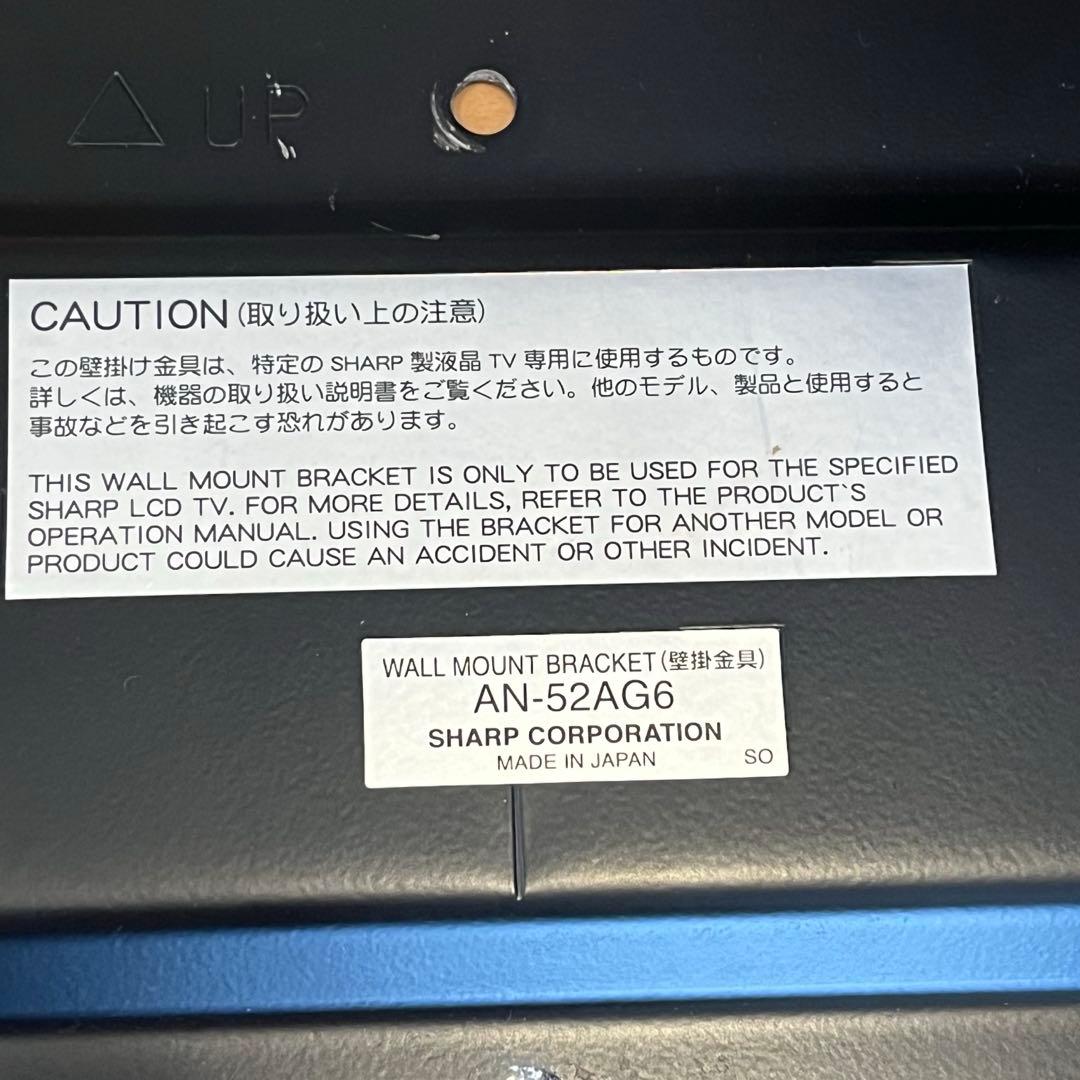 △ UP
CAUTION(取り扱い上の注意)
この壁掛け金具は、特定の SHARP 製液晶 TV 専用に使用するものです。
詳しくは、機器の取り扱い説明書をご覧ください。他のモデル、製品と使用すると
事故などを引き起こす恐れがあります。
THIS WALL MOUNT BRACKET IS ONLY TO BE USED FOR THE SPECIFIED
SHARP LCD TV. FOR MORE DETAILS, REFER TO THE PRODUCT`S
OPERATION MANUAL. USING THE BRACKET FOR ANOTHER MODEL OR
PRODUCT COULD CAUSE AN ACCIDENT OR OTHER INCIDENT.
WALL MOUNT BRACKET(壁掛金具)
AN-52AG6
SHARP CORPORATION
MADE IN JAPAN SO